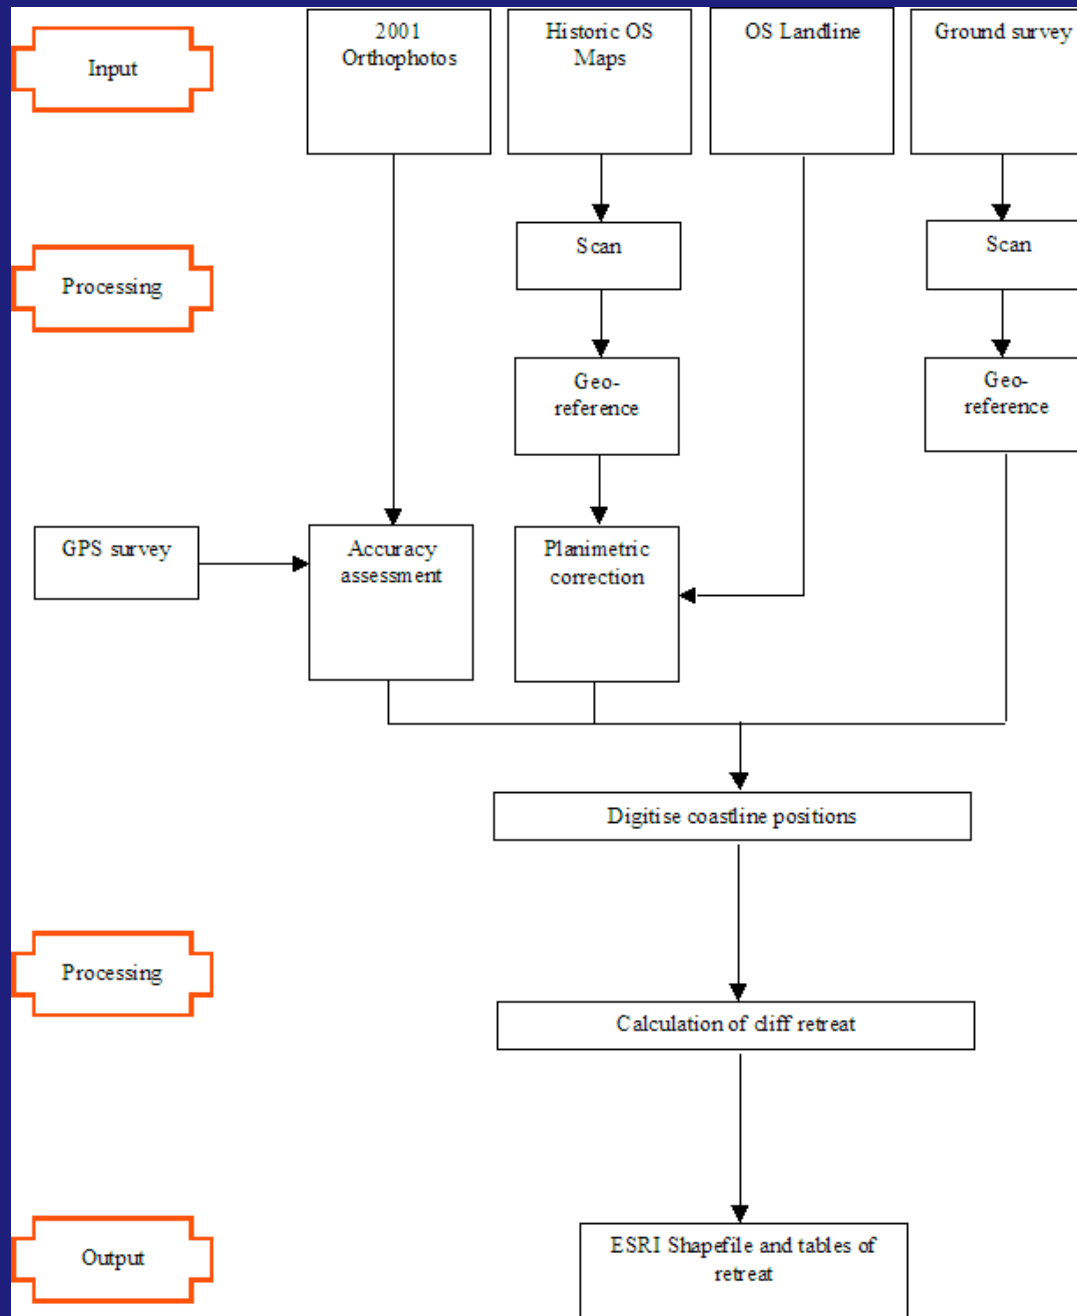 Input
2001
Orthophotos
Historic OS
Maps
OS Landline
Ground survey
Processing
Scan
Scan
Geo-
reference
Geo-
reference
GPS survey
Accuracy
assessment
Planimetric
correction
Digitise coastline positions
Processing
Calculation of cliff retreat
Output
ESRI Shapefile and tables of
retreat